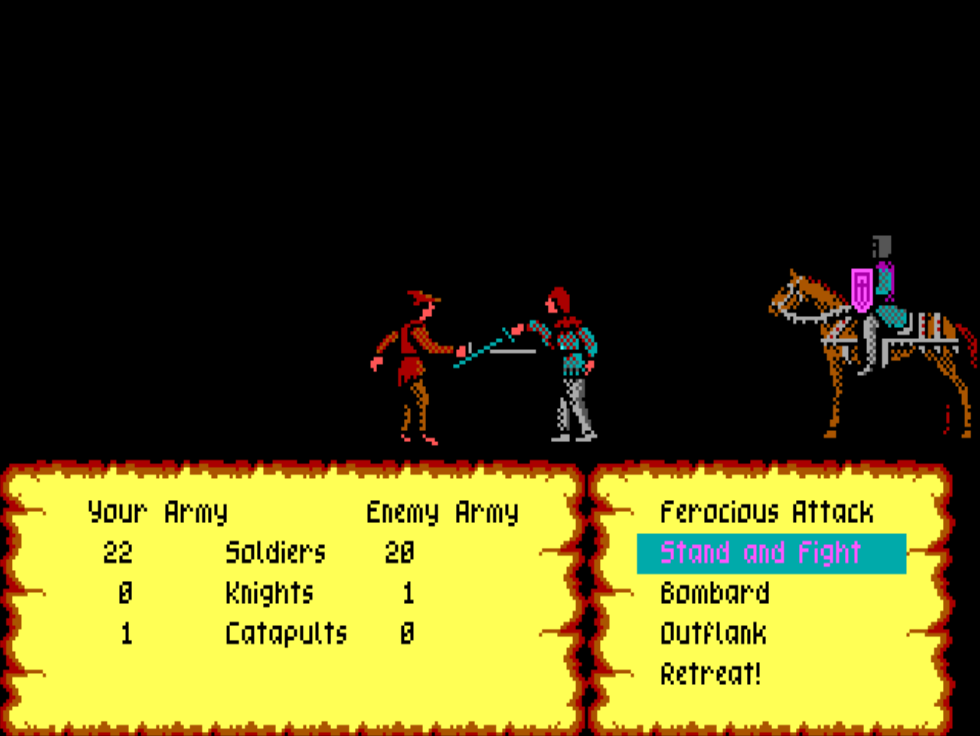 Your Army Enemy Army
22 Soldiers 20
0 Knights 1
1 Catapults 0
Ferocious Attack
Stand and Fight
Bombard
Outflank
Retreat!